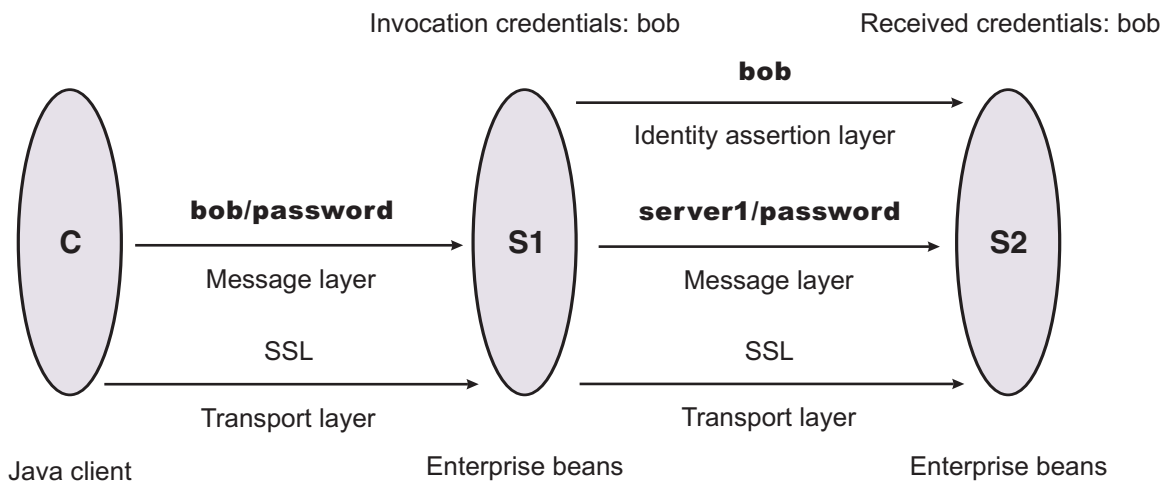 Invocation credentials: bob
Received credentials: bob
bob
Identity assertion layer
bob/password
server1/password
C
S1
S2
Message layer
Message layer
SSL
SSL
Transport layer
Transport layer
Java client
Enterprise beans
Enterprise beans